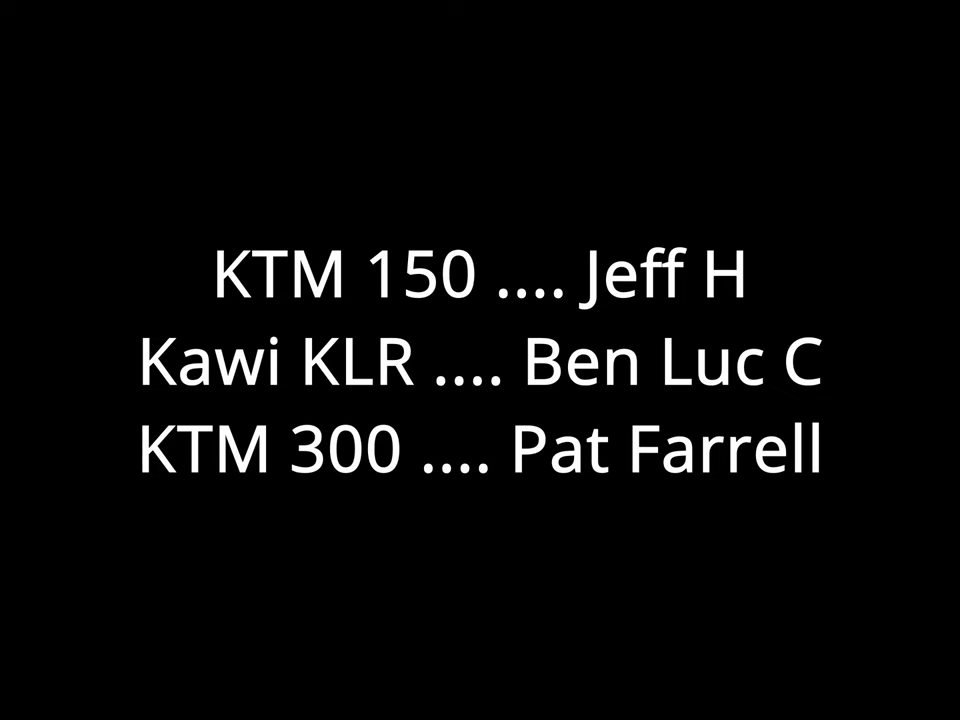 KTM 150 .... Jeff H
Kawi KLR .... Ben Luc C
KTM 300 .... Pat Farrell